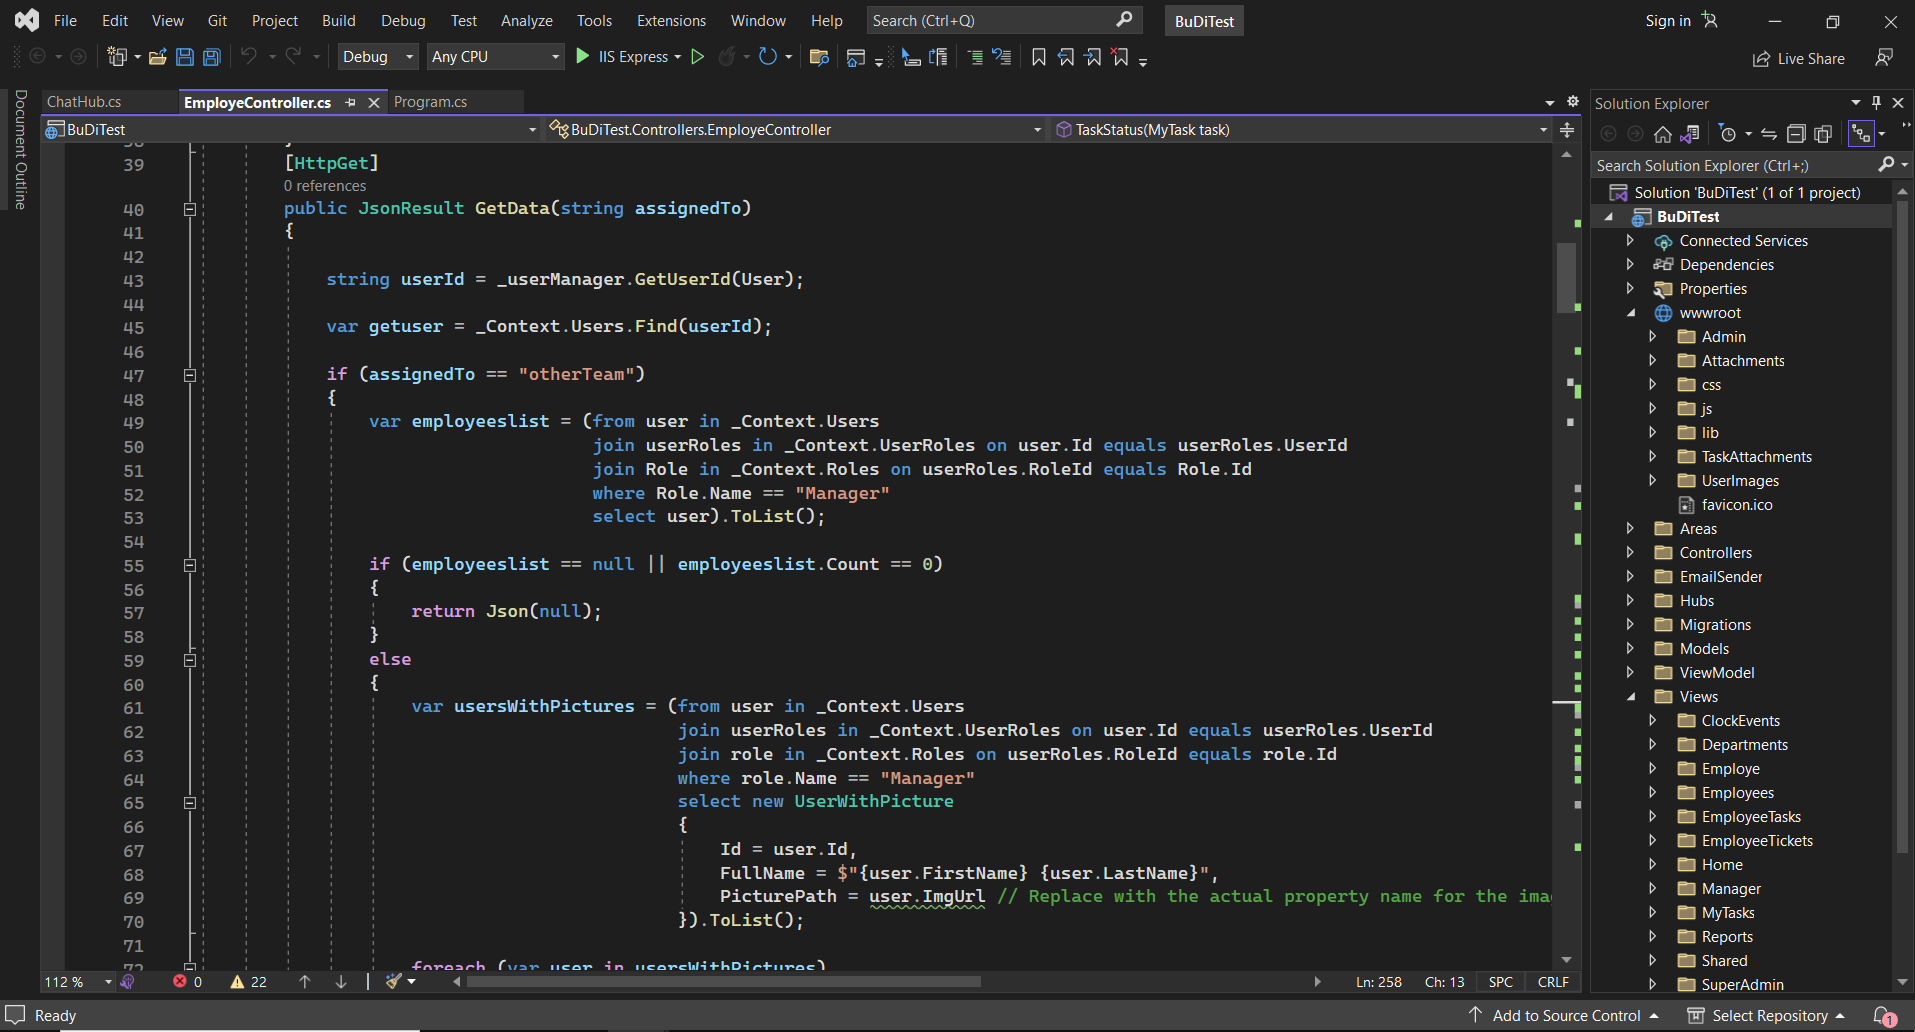 File Edit View Git Project Build Debug Test Analyze Tools Extensions Window Help Search (Ctrl+Q) BuDiTest Sign in
Debug Any CPU IIS Express Live Share
Document Outline
ChatHub.cs EmployeController.cs Program.cs
BuDiTest BuDiTest.Controllers.EmployeController TaskStatus(MyTask task)
39 [HttpGet]
0 references
40 public JsonResult GetData(string assignedTo)
41 {
42
43 string userId = _userManager.GetUserId(User);
44
45 var getuser = _Context.Users.Find(userId);
46
47 if (assignedTo == "otherTeam")
48 {
49 var employeeslist = (from user in _Context.Users
50 join userRoles in _Context.UserRoles on user.Id equals userRoles.UserId
51 join Role in _Context.Roles on userRoles.RoleId equals Role.Id
52 where Role.Name == "Manager"
53 select user).ToList();
54
55 if (employeeslist == null || employeeslist.Count == 0)
56 {
57 return Json(null);
58 }
59 else
60 {
61 var usersWithPictures = (from user in _Context.Users
62 join userRoles in _Context.UserRoles on user.Id equals userRoles.UserId
63 join role in _Context.Roles on userRoles.RoleId equals role.Id
64 where role.Name == "Manager"
65 select new UserWithPicture
66 {
67 Id = user.Id,
68 FullName = $"{user.FirstName} {user.LastName}",
69 PicturePath = user.ImgUrl // Replace with the actual property name for the ima
70 }).ToList();
71
72 foreach (var user in usersWithPictures)
112 % 0 22 Ln: 258 Ch: 13 SPC CRLF
Solution Explorer
Search Solution Explorer (Ctrl+;)
Solution 'BuDiTest' (1 of 1 project)
BuDiTest
Connected Services
Dependencies
Properties
wwwroot
Admin
Attachments
css
js
lib
TaskAttachments
UserImages
favicon.ico
Areas
Controllers
EmailSender
Hubs
Migrations
Models
ViewModel
Views
ClockEvents
Departments
Employe
Employees
EmployeeTasks
EmployeeTickets
Home
Manager
MyTasks
Reports
Shared
SuperAdmin
Ready Add to Source Control Select Repository 1